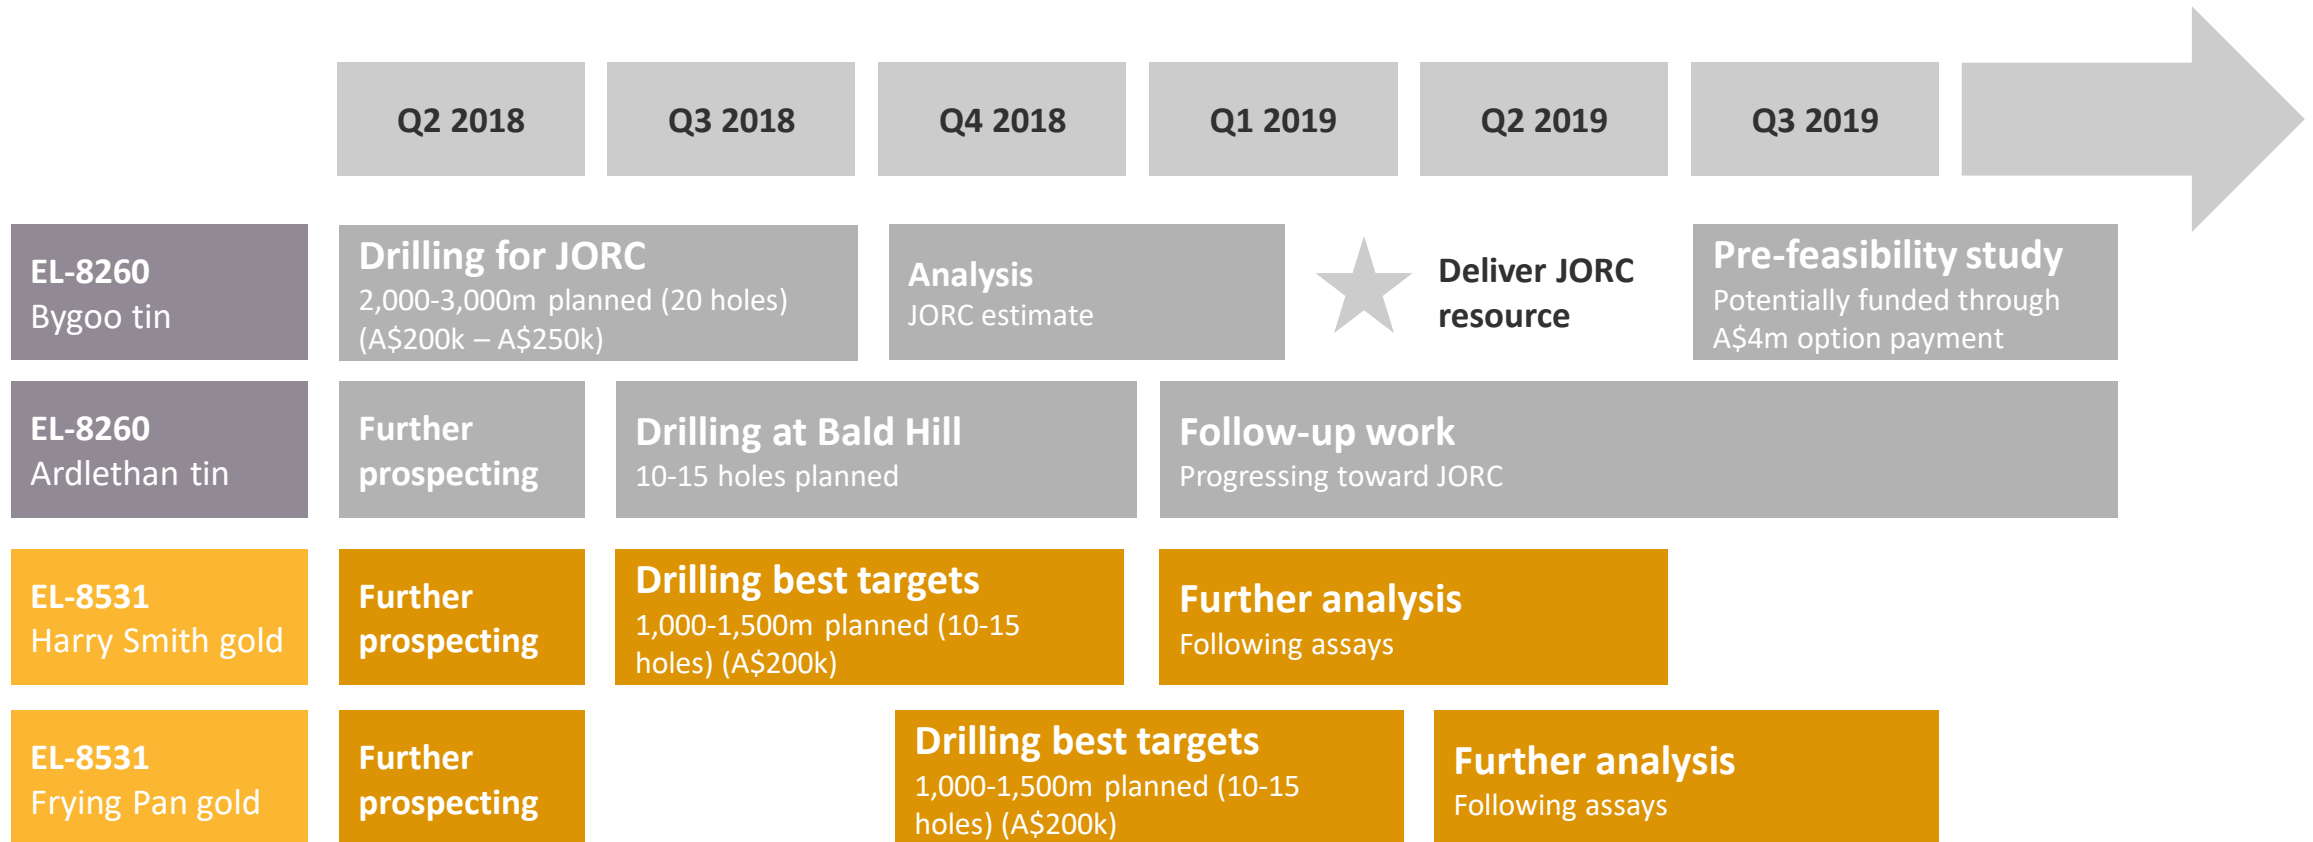 Q2 2018
Q3 2018
Q4 2018
Q1 2019
Q2 2019
Q3 2019
EL-8260
Bygoo tin
Drilling for JORC
2,000-3,000m planned (20 holes)
(A$200k – A$250k)
Analysis
JORC estimate
Deliver JORC
resource
Pre-feasibility study
Potentially funded through
A$4m option payment
EL-8260
Ardlethan tin
Further
prospecting
Drilling at Bald Hill
10-15 holes planned
Follow-up work
Progressing toward JORC
EL-8531
Harry Smith gold
Further
prospecting
Drilling best targets
1,000-1,500m planned (10-15
holes) (A$200k)
Further analysis
Following assays
EL-8531
Frying Pan gold
Further
prospecting
Drilling best targets
1,000-1,500m planned (10-15
holes) (A$200k)
Further analysis
Following assays